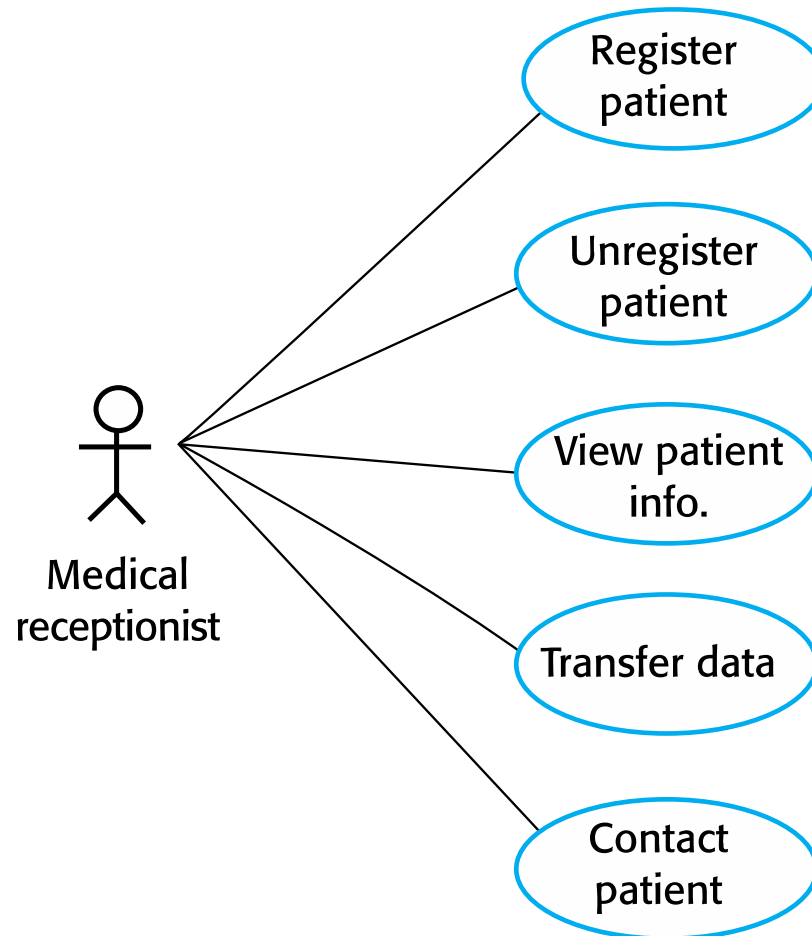 Register
patient
Unregister
patient
View patient
info.
Medical
receptionist
Transfer data
Contact
patient